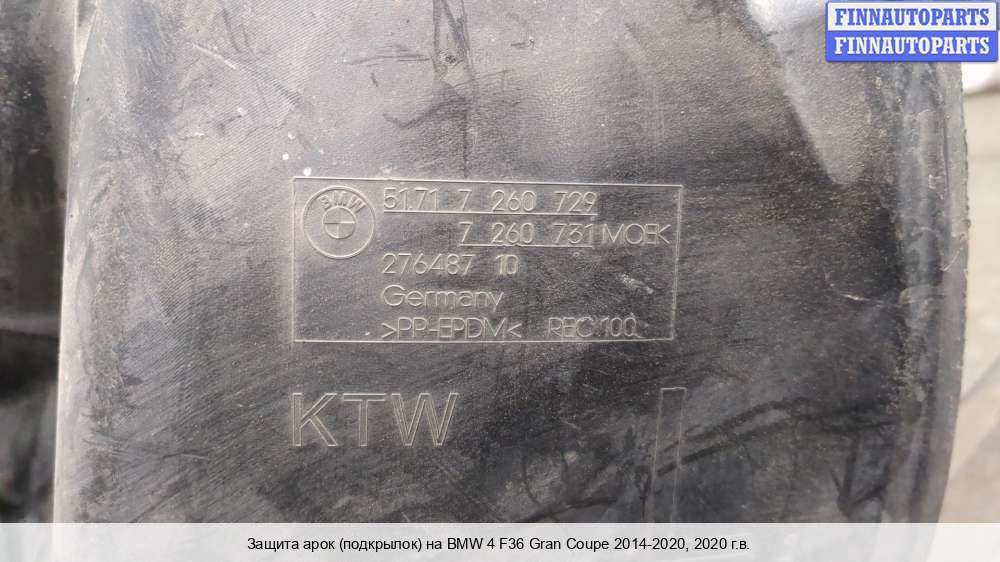 FINNAUTOPARTS
FINNAUTOPARTS
BMW
51.71 7 260 729
7 260 731 MOEK
276487 10
Germany
>PP-EPDM< REC 100
KTW
Защита арок (подкрылок) на BMW 4 F36 Gran Coupe 2014-2020, 2020 г.в.